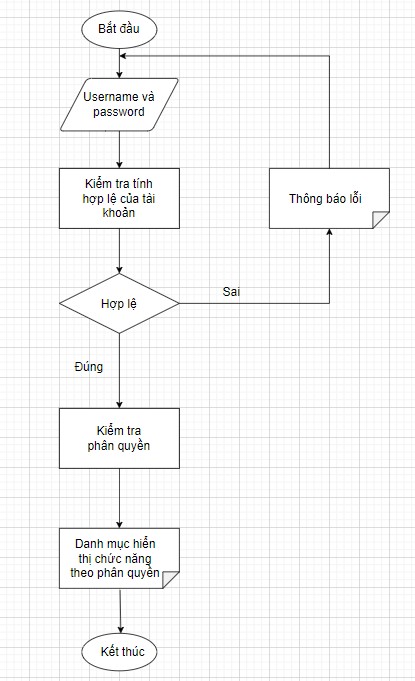 Bắt đầu
Username và
password
Kiểm tra tính
hợp lệ của tài
khoản
Thông báo lỗi
Hợp lệ
Sai
Đúng
Kiểm tra
phân quyền
Danh mục hiển
thị chức năng
theo phân quyền
Kết thúc